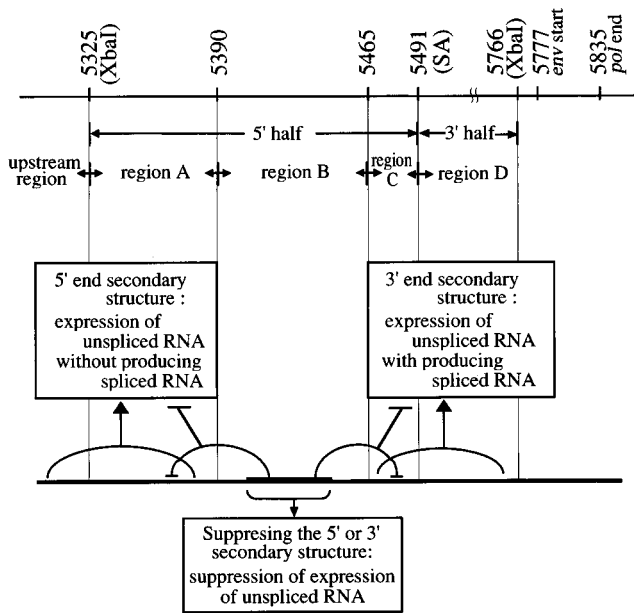 5325
(XbaI)
5390
5465
5491
(SA)
5766
(XbaI)
5777
env start
5835
pol end
5' half
3' half
upstream
region
region A
region B
region
C
region D
5' end secondary
structure :
expression of
unspliced RNA
without producing
spliced RNA
3' end secondary
structure :
expression of
unspliced RNA
with producing
spliced RNA
Suppresing the 5' or 3'
secondary structure:
suppression of expression
of unspliced RNA